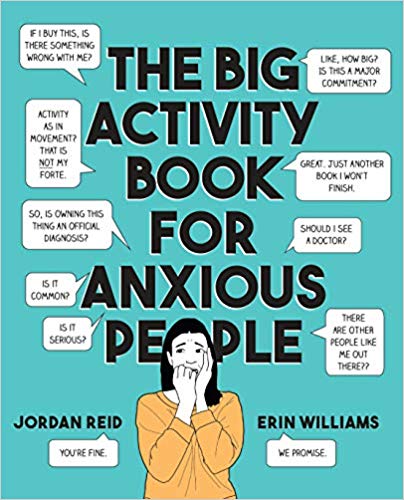 IF I BUY THIS, IS
THERE SOMETHING
WRONG WITH ME?
THE BIG
ACTIVITY
BOOK
FOR
ANXIOUS
PEOPLE
LIKE, HOW BIG?
IS THIS A MAJOR
COMMITMENT?
ACTIVITY
AS IN
MOVEMENT?
THAT IS
NOT MY
FORTE.
GREAT. JUST ANOTHER
BOOK I WON'T
FINISH.
SO, IS OWNING THIS
THING AN OFFICIAL
DIAGNOSIS?
SHOULD I SEE
A DOCTOR?
IS IT
COMMON?
IS IT
SERIOUS?
THERE
ARE OTHER
PEOPLE LIKE
ME OUT
THERE??
JORDAN REID
ERIN WILLIAMS
YOU'RE FINE.
WE PROMISE.